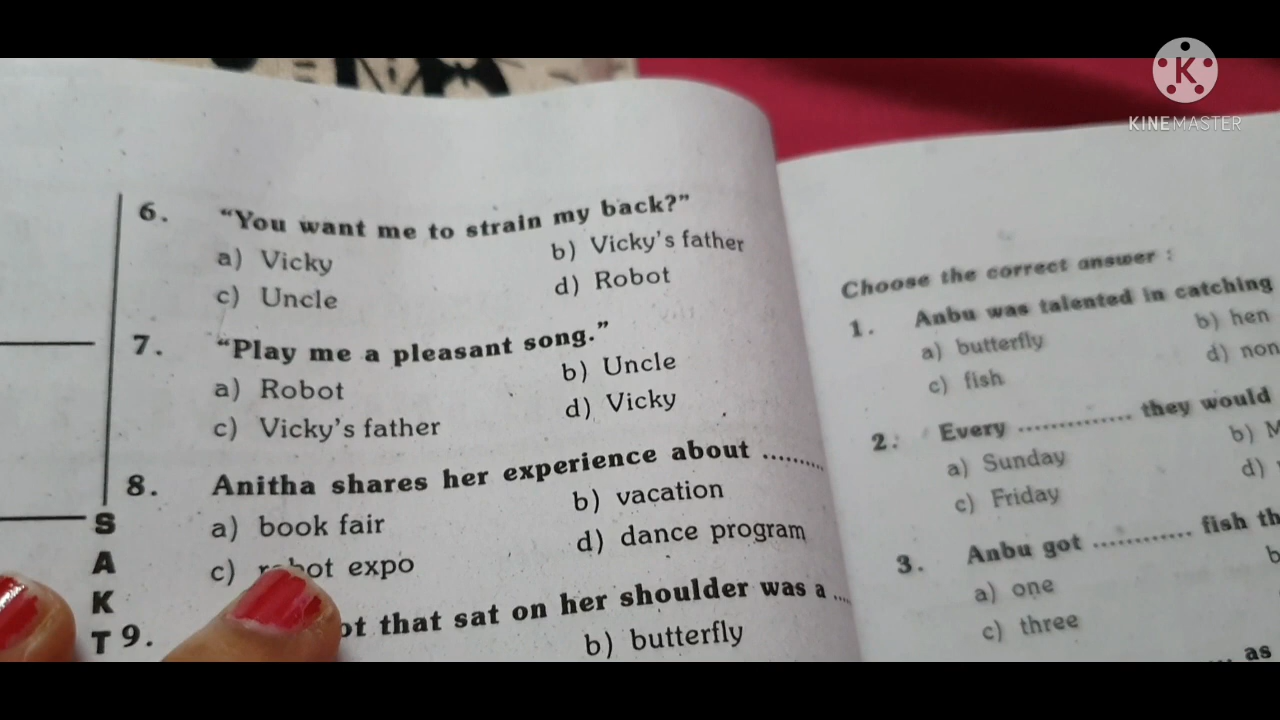 KINEMASTER
6. “You want me to strain my back?”
a) Vicky b) Vicky's father
c) Uncle d) Robot
7. “Play me a pleasant song.”
a) Robot b) Uncle
c) Vicky's father d) Vicky
8. Anitha shares her experience about ..........
a) book fair b) vacation
c) expo d) dance program
9. that sat on her shoulder was a ....
b) butterfly
S
A
K
T
Choose the correct answer :
1. Anbu was talented in catching
a) butterfly b) hen
c) fish d)
2. Every .............. they would
a) Sunday b)
c) Friday d)
3. Anbu got ............ fish
a) one
c) three
as